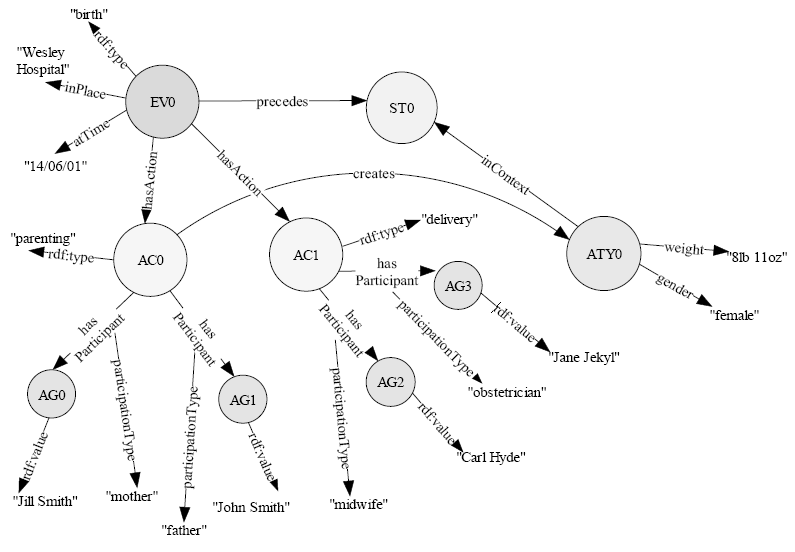 "birth"
rdf:type
"Wesley
Hospital"
inPlace
EV0
precedes
ST0
atTime
"14/06/01"
hasAction
hasAction
inContext
creates
"parenting"
rdf:type
AC0
AC1
rdf:type
"delivery"
ATY0
weight
"8lb 11oz"
gender
"female"
has
Participant
AG3
rdf:value
"Jane Jekyl"
participationType
"obstetrician"
has
Participant
has
Participant
has
Participant
AG0
AG1
AG2
participationType
participationType
participationType
rdf:value
rdf:value
rdf:value
"Carl Hyde"
"Jill Smith"
"mother"
"father"
"John Smith"
"midwife"